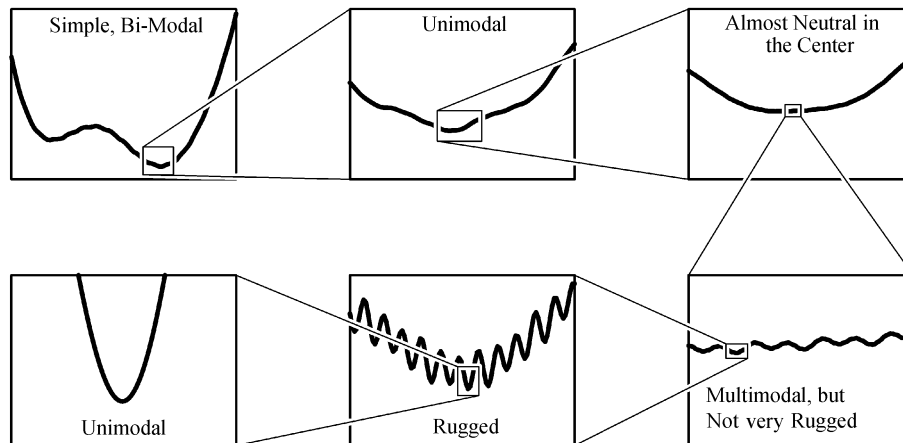 Simple, Bi-Modal
Unimodal
Almost Neutral in
the Center
Unimodal
Rugged
Multimodal, but
Not very Rugged